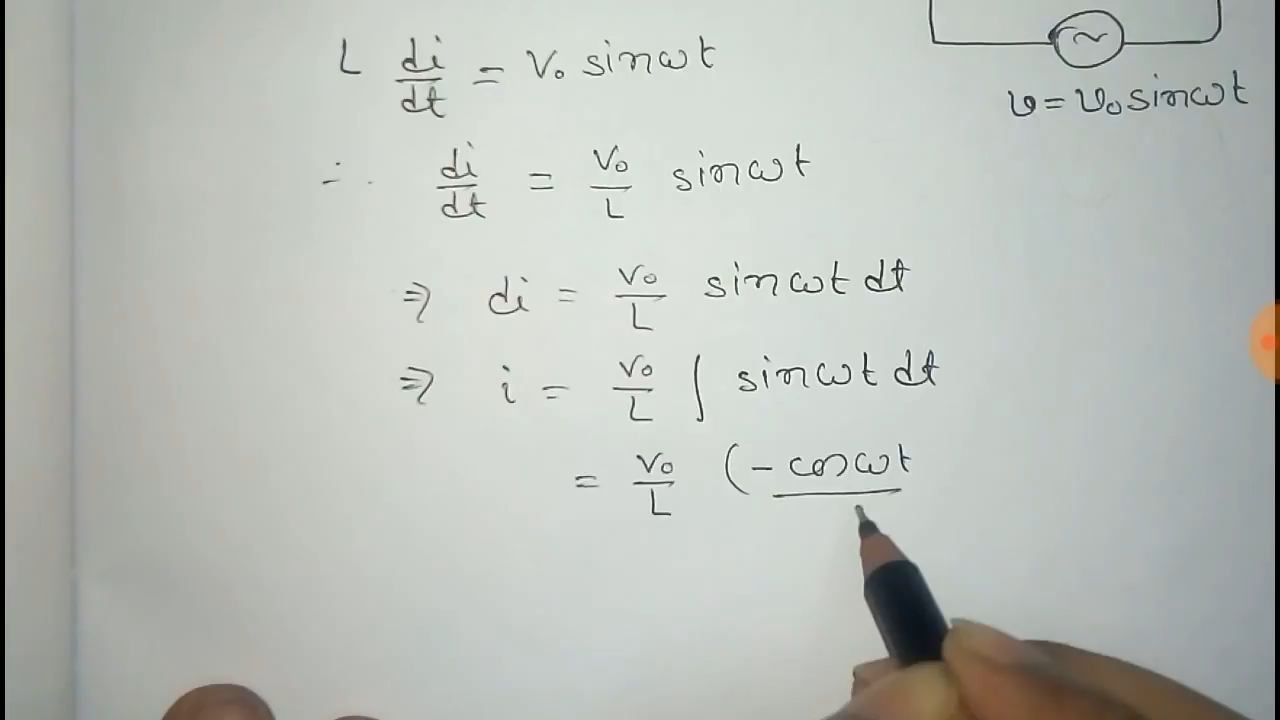 L di/dt = V₀ sinωt
v = v₀ sinωt
∴ di/dt = V₀/L sinωt
⇒ di = V₀/L sinωt dt
⇒ i = V₀/L ∫ sinωt dt
= V₀/L (- cosωt